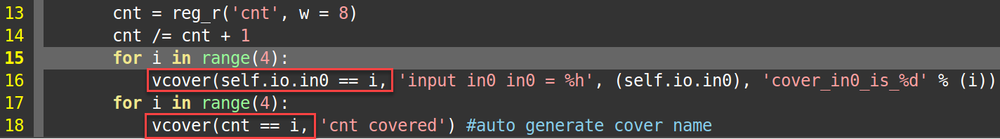 13 cnt = reg_r('cnt', w = 8)
14 cnt /= cnt + 1
15 for i in range(4):
16 vcover(self.io.in0 == i, 'input in0 in0 = %h', (self.io.in0), 'cover_in0_is_%d' % (i))
17 for i in range(4):
18 vcover(cnt == i, 'cnt covered') #auto generate cover name